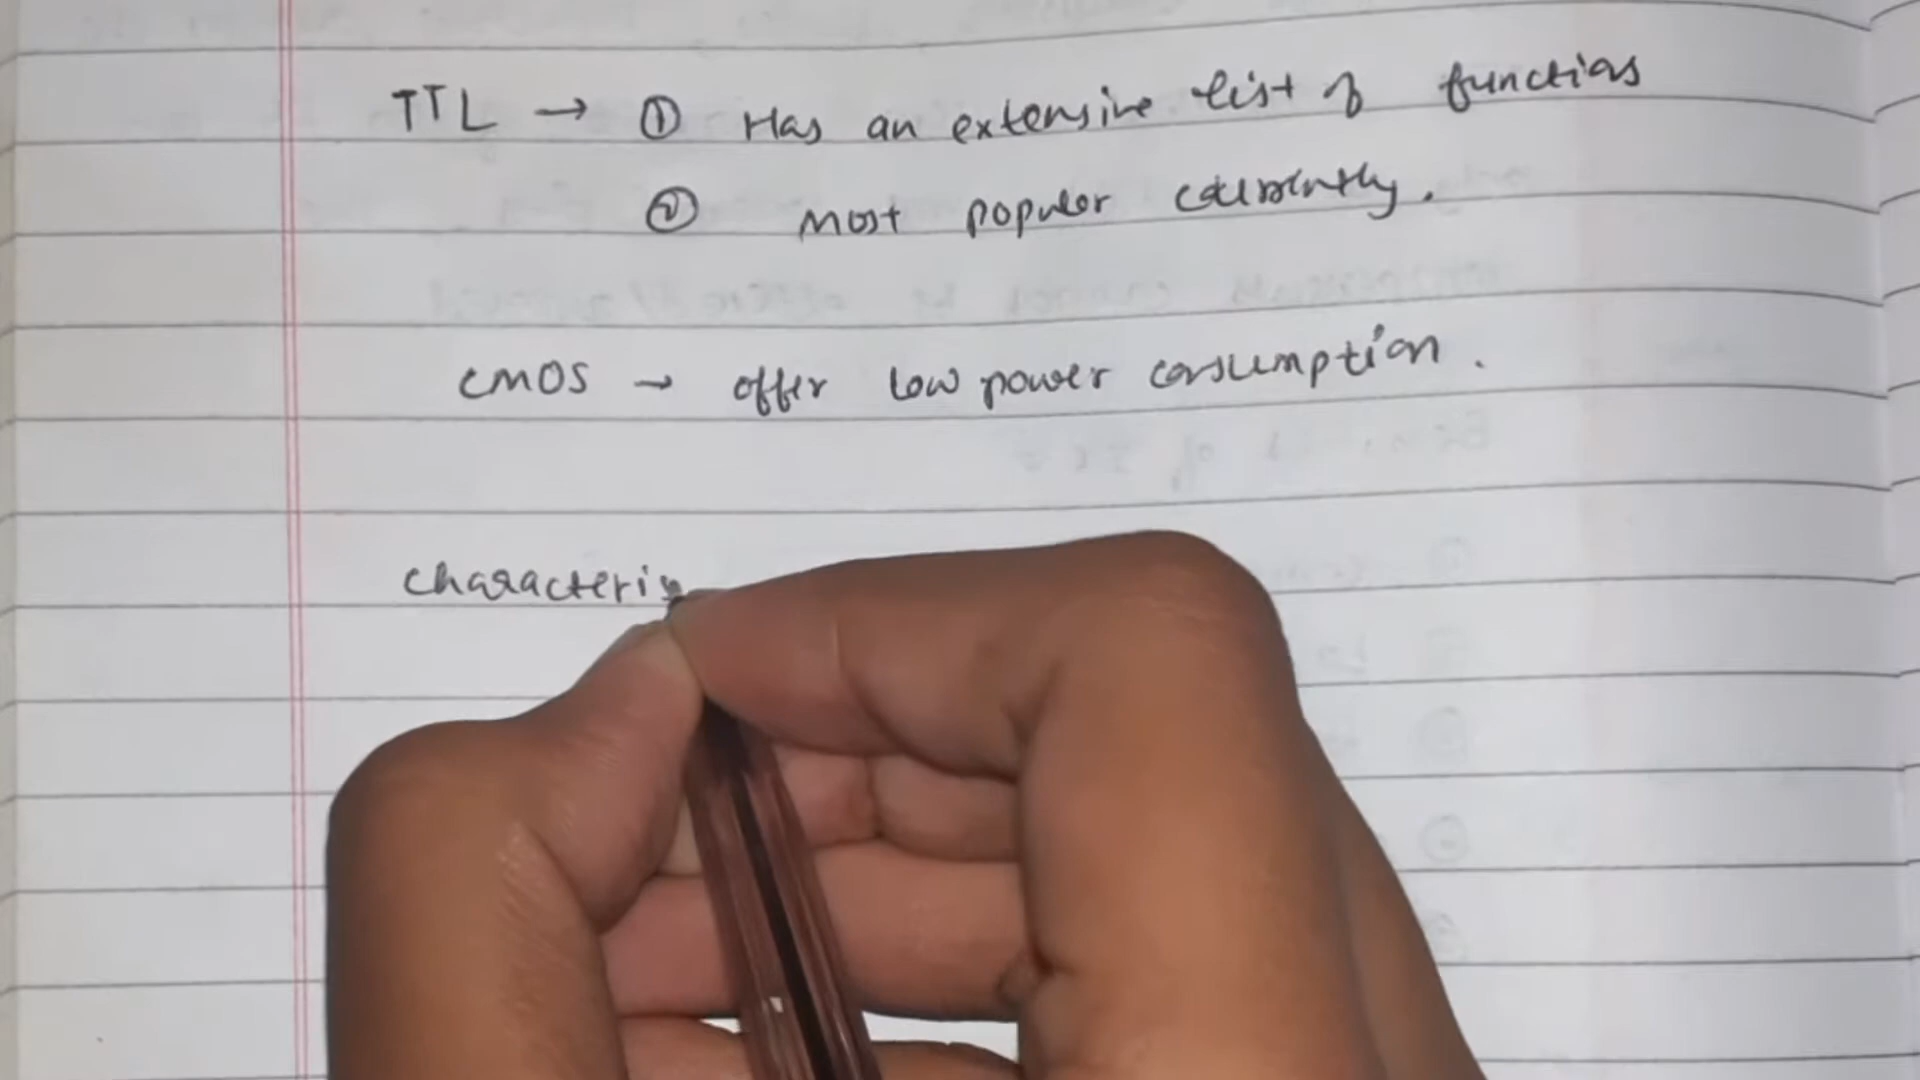 TTL → ① Has an extensive list of functions
② most popular currently.
CMOS → offer low power consumption.
characteris